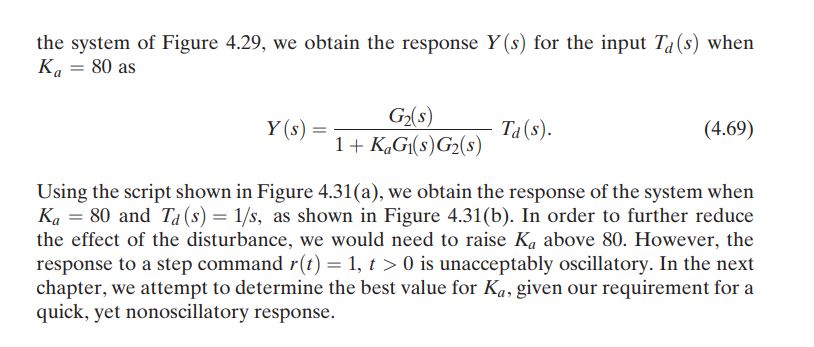 the system of Figure 4.29, we obtain the response Y(s) for the input T_d(s) when
K_a = 80 as
Y(s) = G_2(s) / (1 + K_aG_1(s)G_2(s)) T_d(s). (4.69)
Using the script shown in Figure 4.31(a), we obtain the response of the system when
K_a = 80 and T_d(s) = 1/s, as shown in Figure 4.31(b). In order to further reduce
the effect of the disturbance, we would need to raise K_a above 80. However, the
response to a step command r(t) = 1, t > 0 is unacceptably oscillatory. In the next
chapter, we attempt to determine the best value for K_a, given our requirement for a
quick, yet nonoscillatory response.